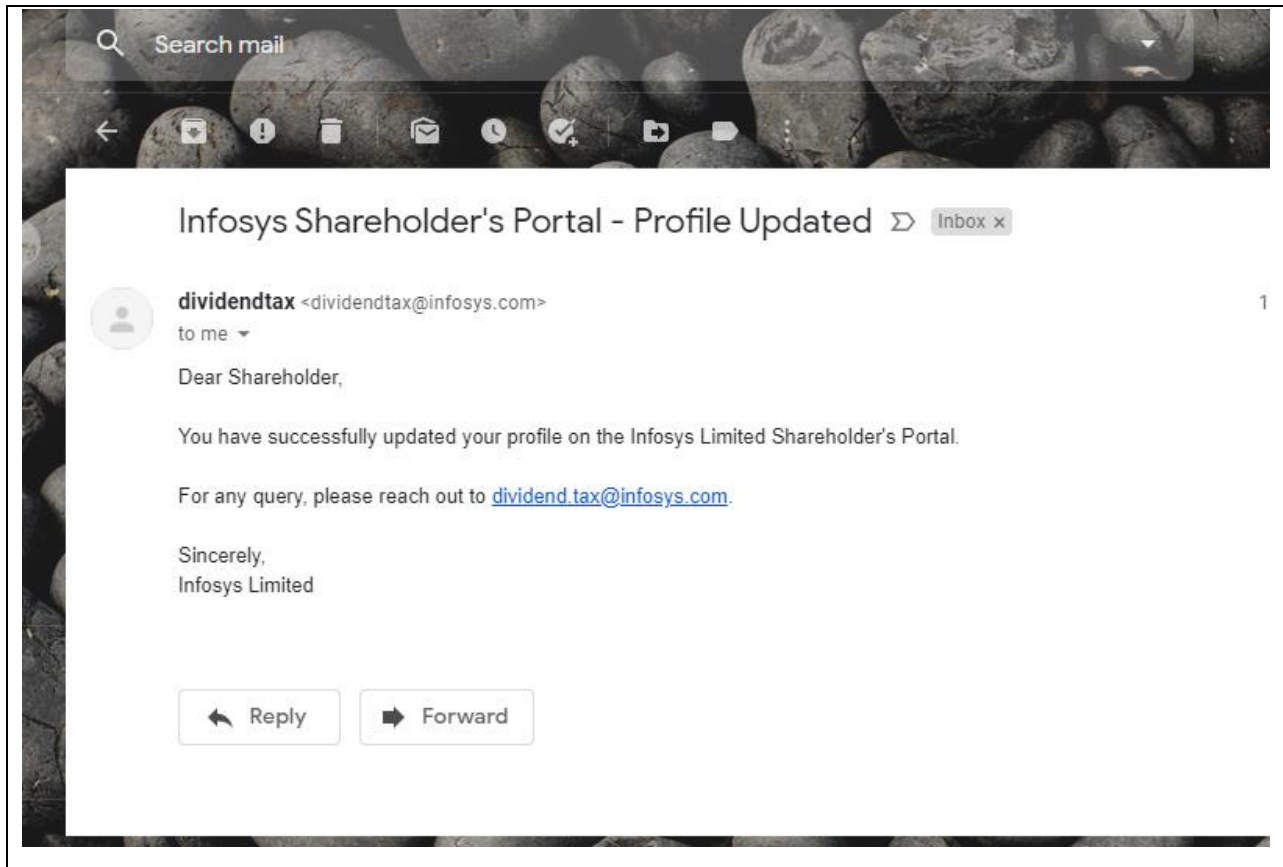 Search mail
Infosys Shareholder's Portal - Profile Updated Inbox x
dividendtax <dividendtax@infosys.com> 1
to me
Dear Shareholder,
You have successfully updated your profile on the Infosys Limited Shareholder's Portal.
For any query, please reach out to dividend.tax@infosys.com.
Sincerely,
Infosys Limited
Reply Forward